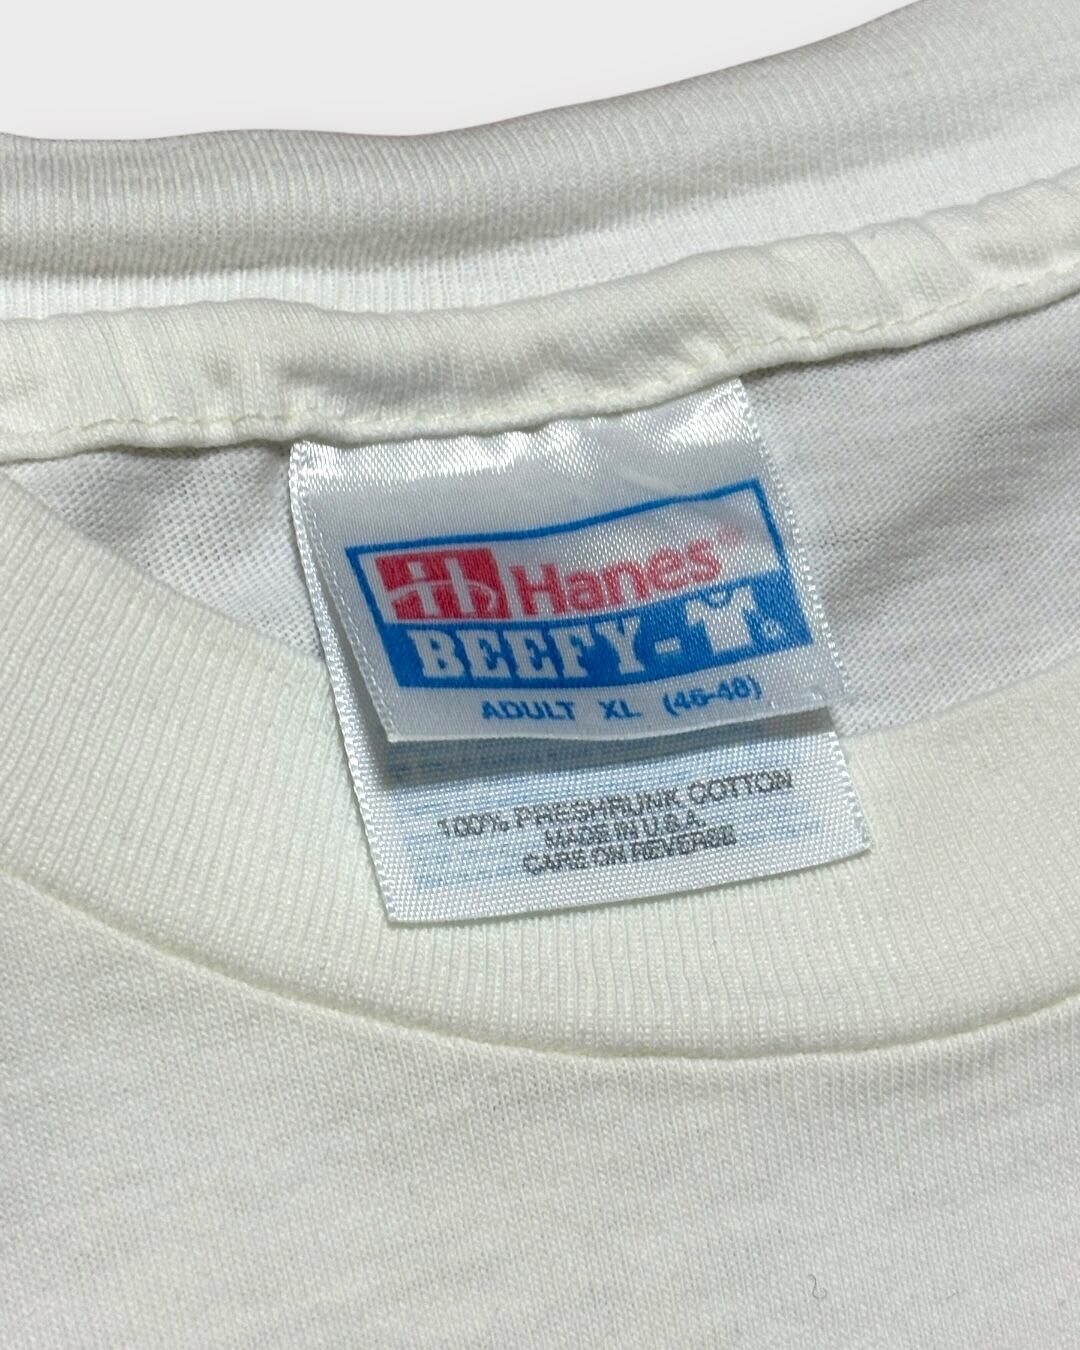 Hanes®
BEEFY-T®
ADULT XL (46-48)
100% PRESHRUNK COTTON
MADE IN U.S.A.
CARE ON REVERSE